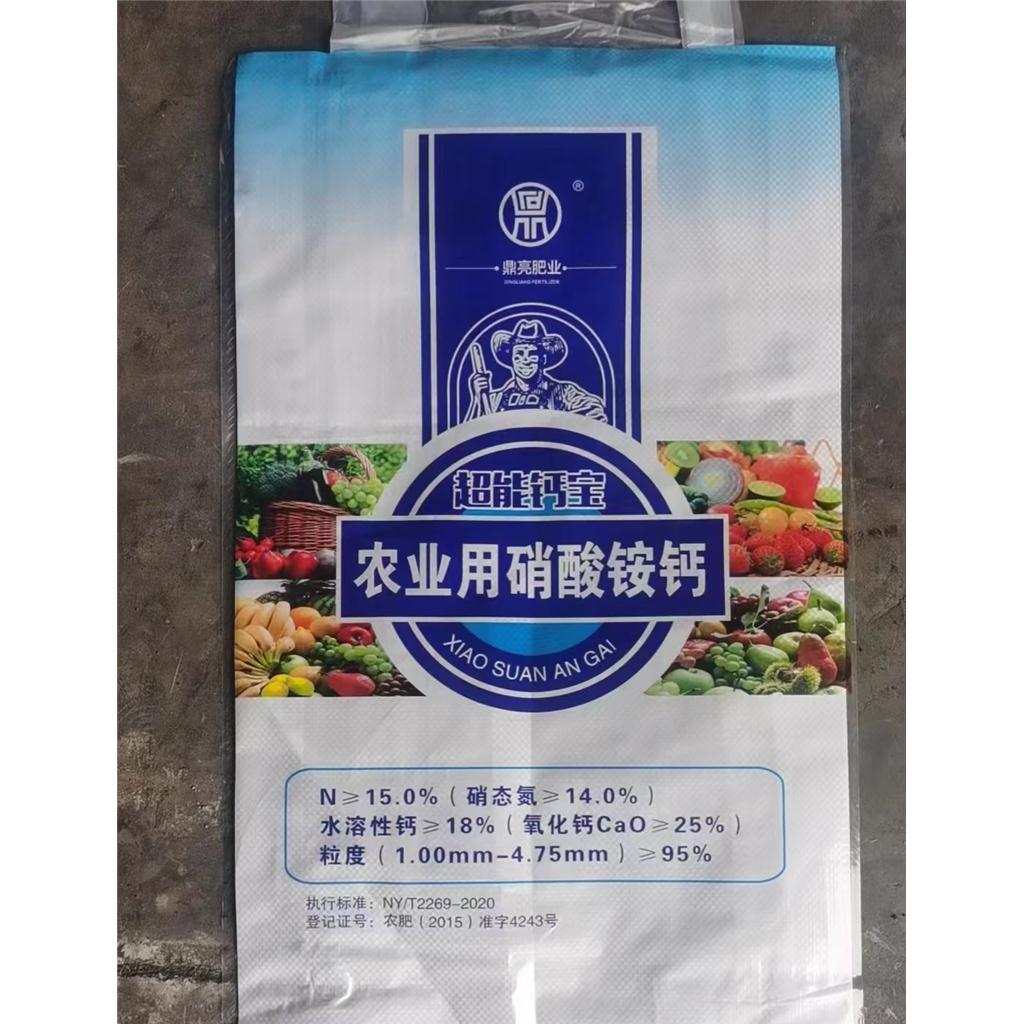 ®
鼎亮肥业
DINGLIANG FERTILIZER
超能钙宝
农业用硝酸铵钙
XIAO SUAN AN GAI
N≥15.0%（硝态氮≥14.0%）
水溶性钙≥18%（氧化钙CaO≥25%）
粒度（1.00mm-4.75mm）≥95%
执行标准：NY/T2269-2020
登记证号：农肥（2015）准字4243号